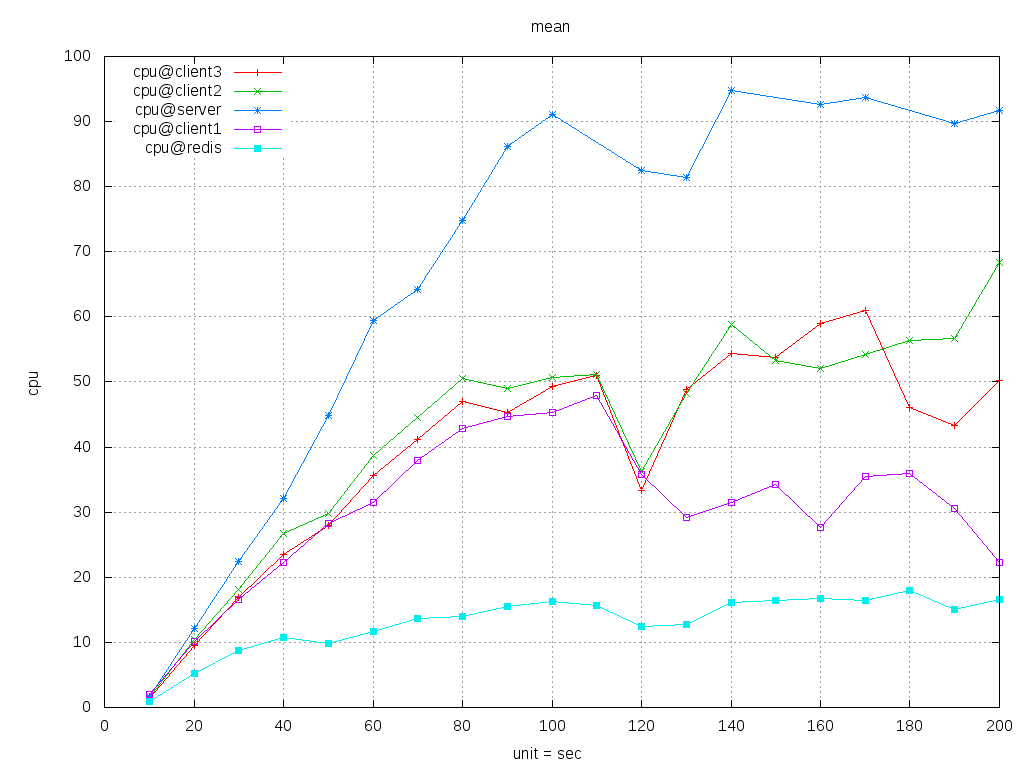 mean
100
90
80
70
60
50
40
30
20
10
0
cpu
cpu@client3
cpu@client2
cpu@server
cpu@client1
cpu@redis
0 20 40 60 80 100 120 140 160 180 200
unit = sec